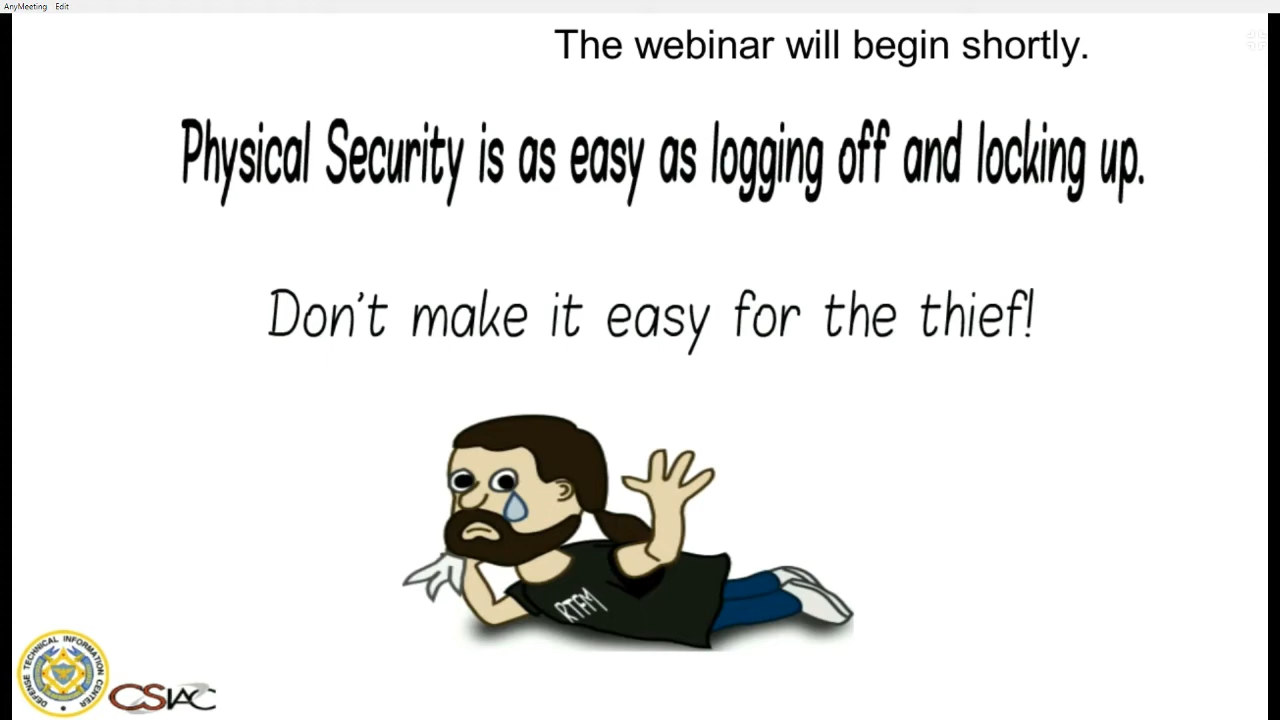 AnyMeeting Edit
The webinar will begin shortly.
Physical Security is as easy as logging off and locking up.
Don't make it easy for the thief!
RTFM
DEFENSE TECHNICAL INFORMATION CENTER
CSIAC